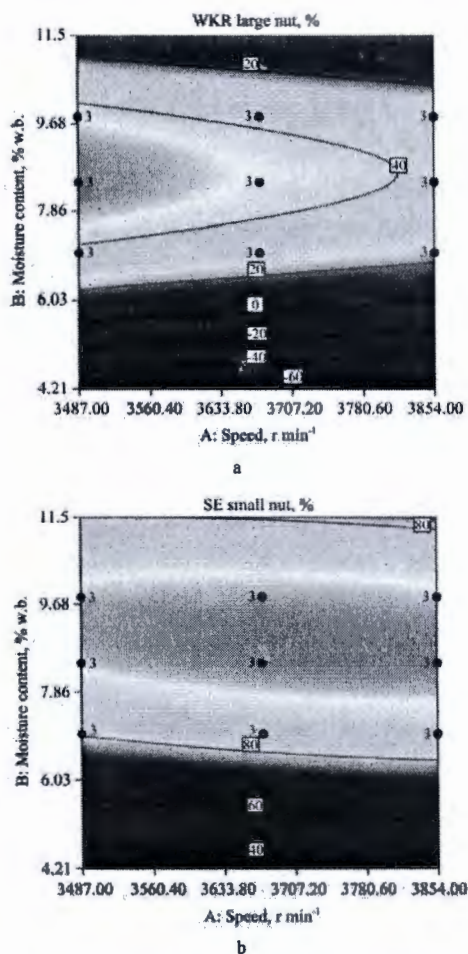 WKR large nut, %
11.5
20
3 3 3
9.68
40
3 3 3
7.86
3 3 3
20
6.03
0
-20
-40
-60
4.21
B: Moisture content, % w.b.
3487.00 3560.40 3633.80 3707.20 3780.60 3854.00
A: Speed, r min⁻¹
a
SE small nut, %
11.5
80
9.68
3 3 3
3 3 3
7.86
3 3 3
80
6.03
60
40
4.21
B: Moisture content, % w.b.
3487.00 3560.40 3633.80 3707.20 3780.60 3854.00
A: Speed, r min⁻¹
b